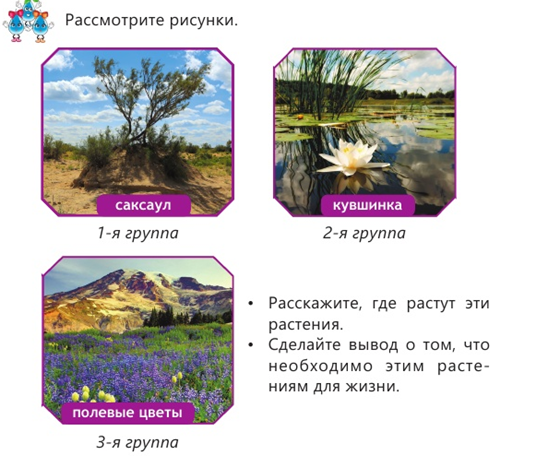 Рассмотрите рисунки.
саксаул
кувшинка
1-я группа
2-я группа
• Расскажите, где растут эти
растения.
• Сделайте вывод о том, что
необходимо этим расте-
ниям для жизни.
полевые цветы
3-я группа